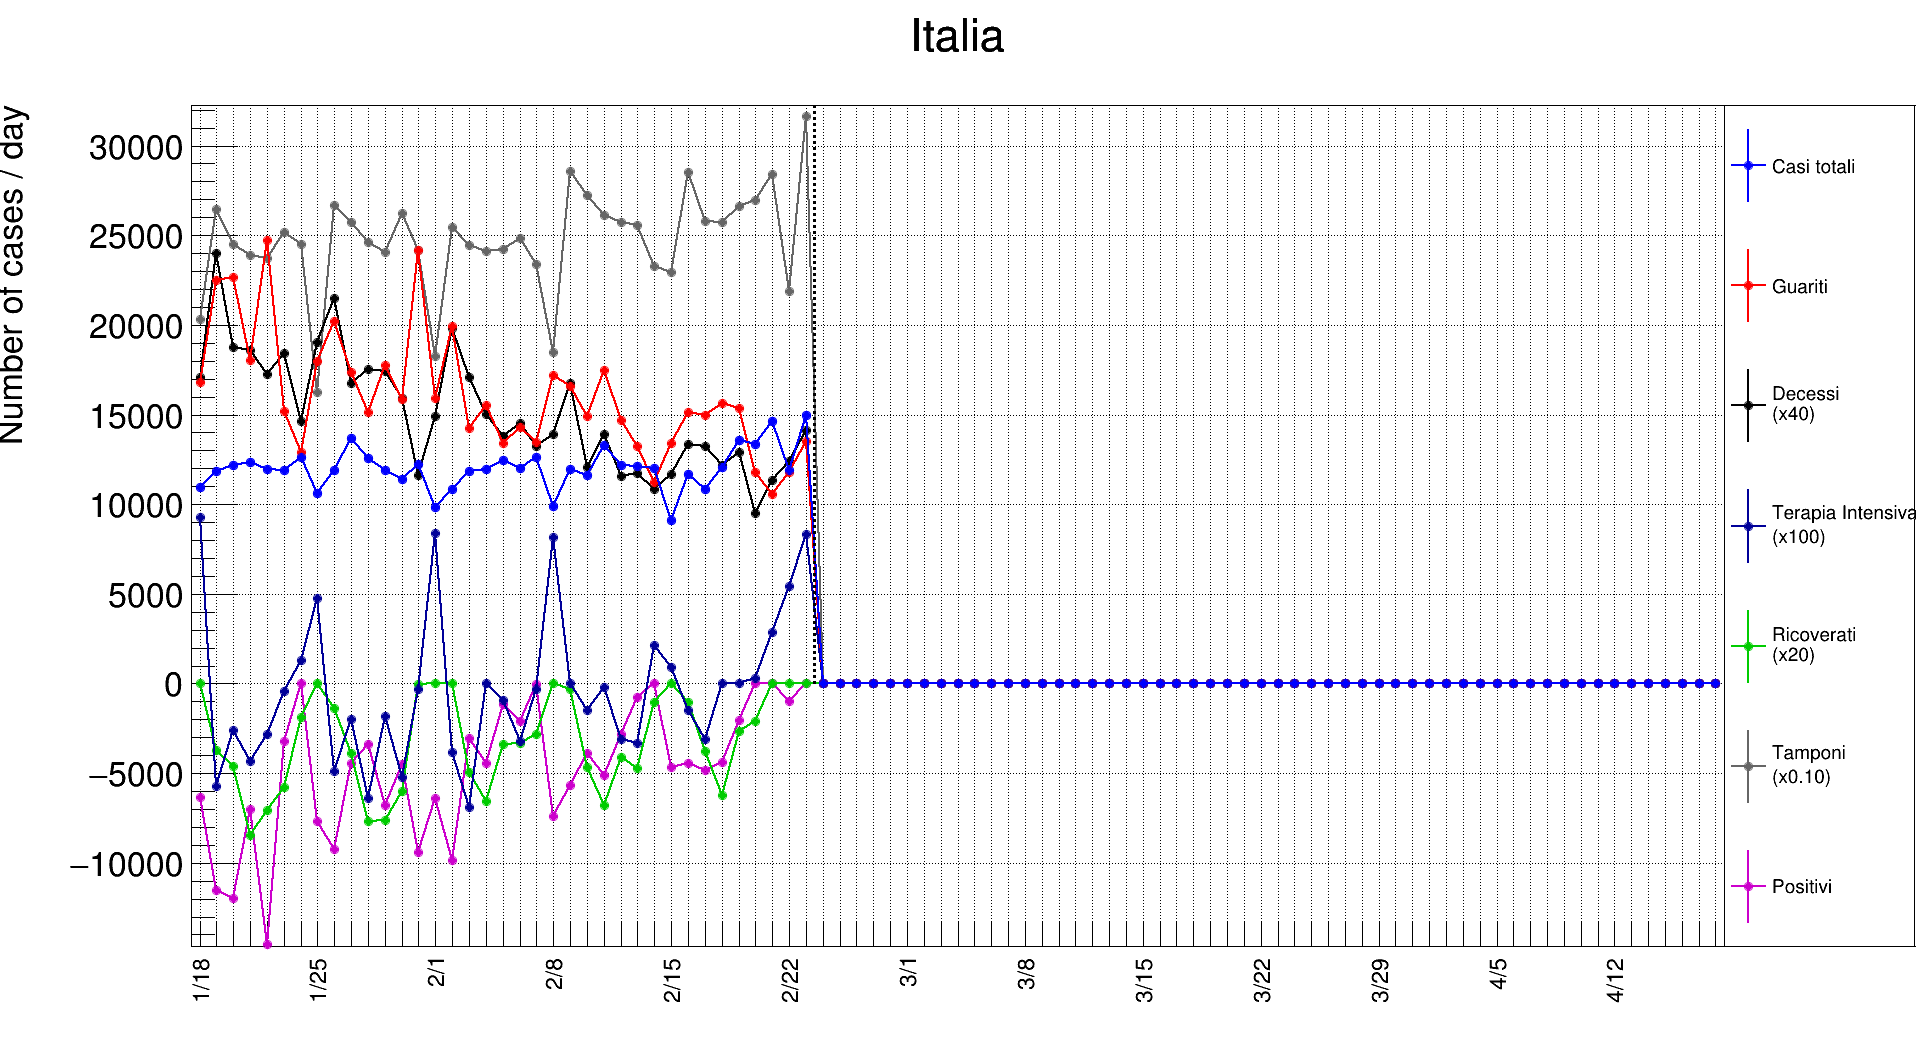 Italia
Number of cases / day
30000
25000
20000
15000
10000
5000
0
−5000
−10000
1/18
1/25
2/1
2/8
2/15
2/22
3/1
3/8
3/15
3/22
3/29
4/5
4/12
Casi totali
Guariti
Decessi
(x40)
Terapia Intensiva
(x100)
Ricoverati
(x20)
Tamponi
(x0.10)
Positivi